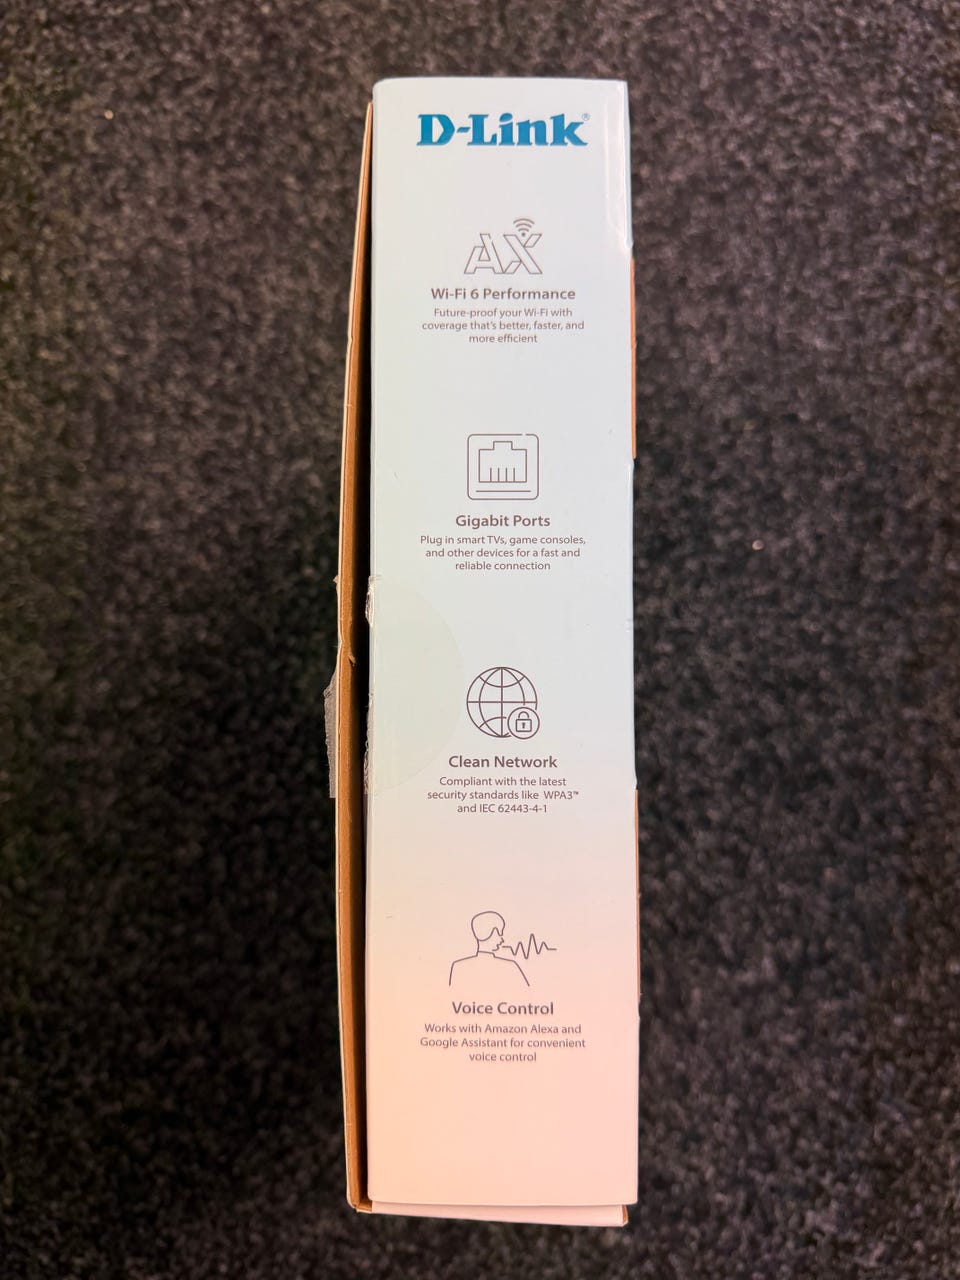 D-Link®
AX
Wi-Fi 6 Performance
Future-proof your Wi-Fi with
coverage that's better, faster, and
more efficient
Gigabit Ports
Plug in smart TVs, game consoles,
and other devices for a fast and
reliable connection
Clean Network
Compliant with the latest
security standards like WPA3™
and IEC 62443-4-1
Voice Control
Works with Amazon Alexa and
Google Assistant for convenient
voice control